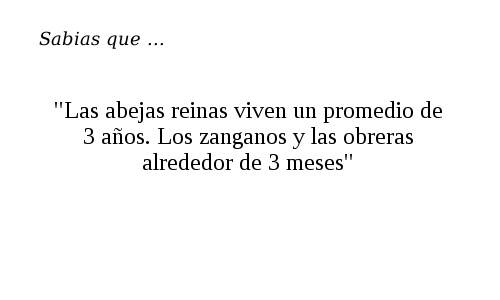 Sabias que ...
"Las abejas reinas viven un promedio de
3 años. Los zanganos y las obreras
alrededor de 3 meses"